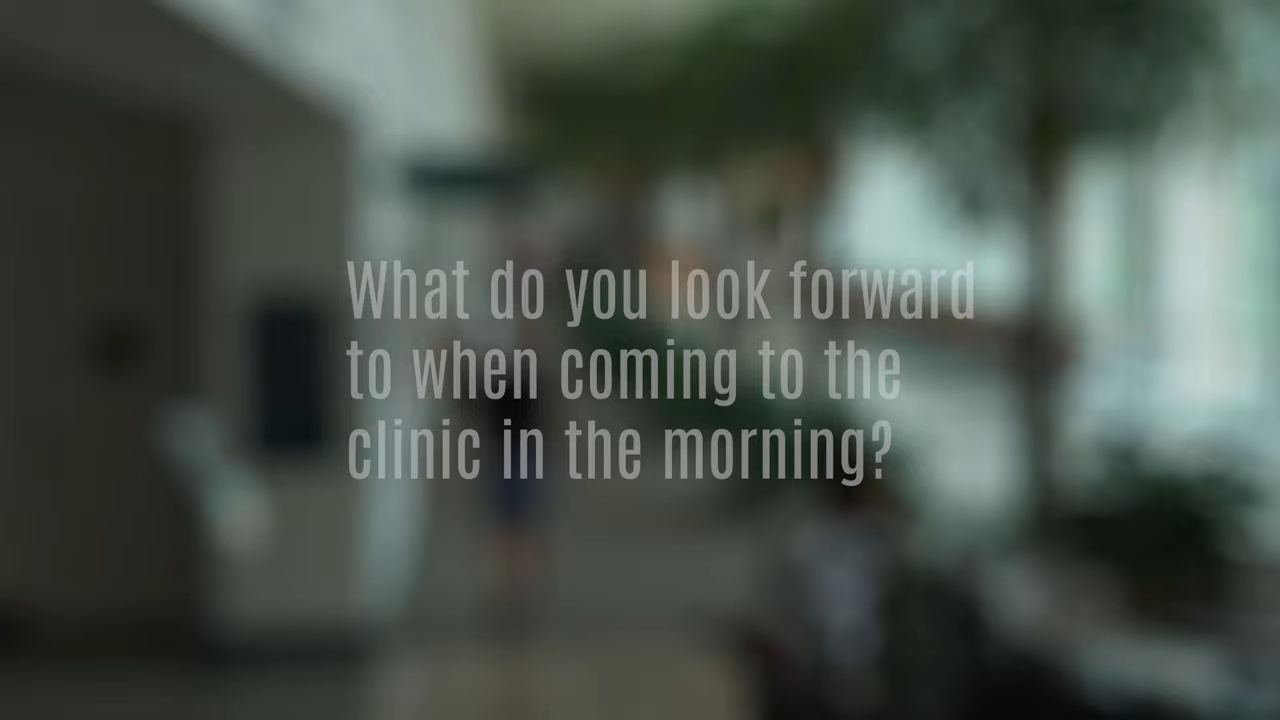 What do you look forward
to when coming to the
clinic in the morning?